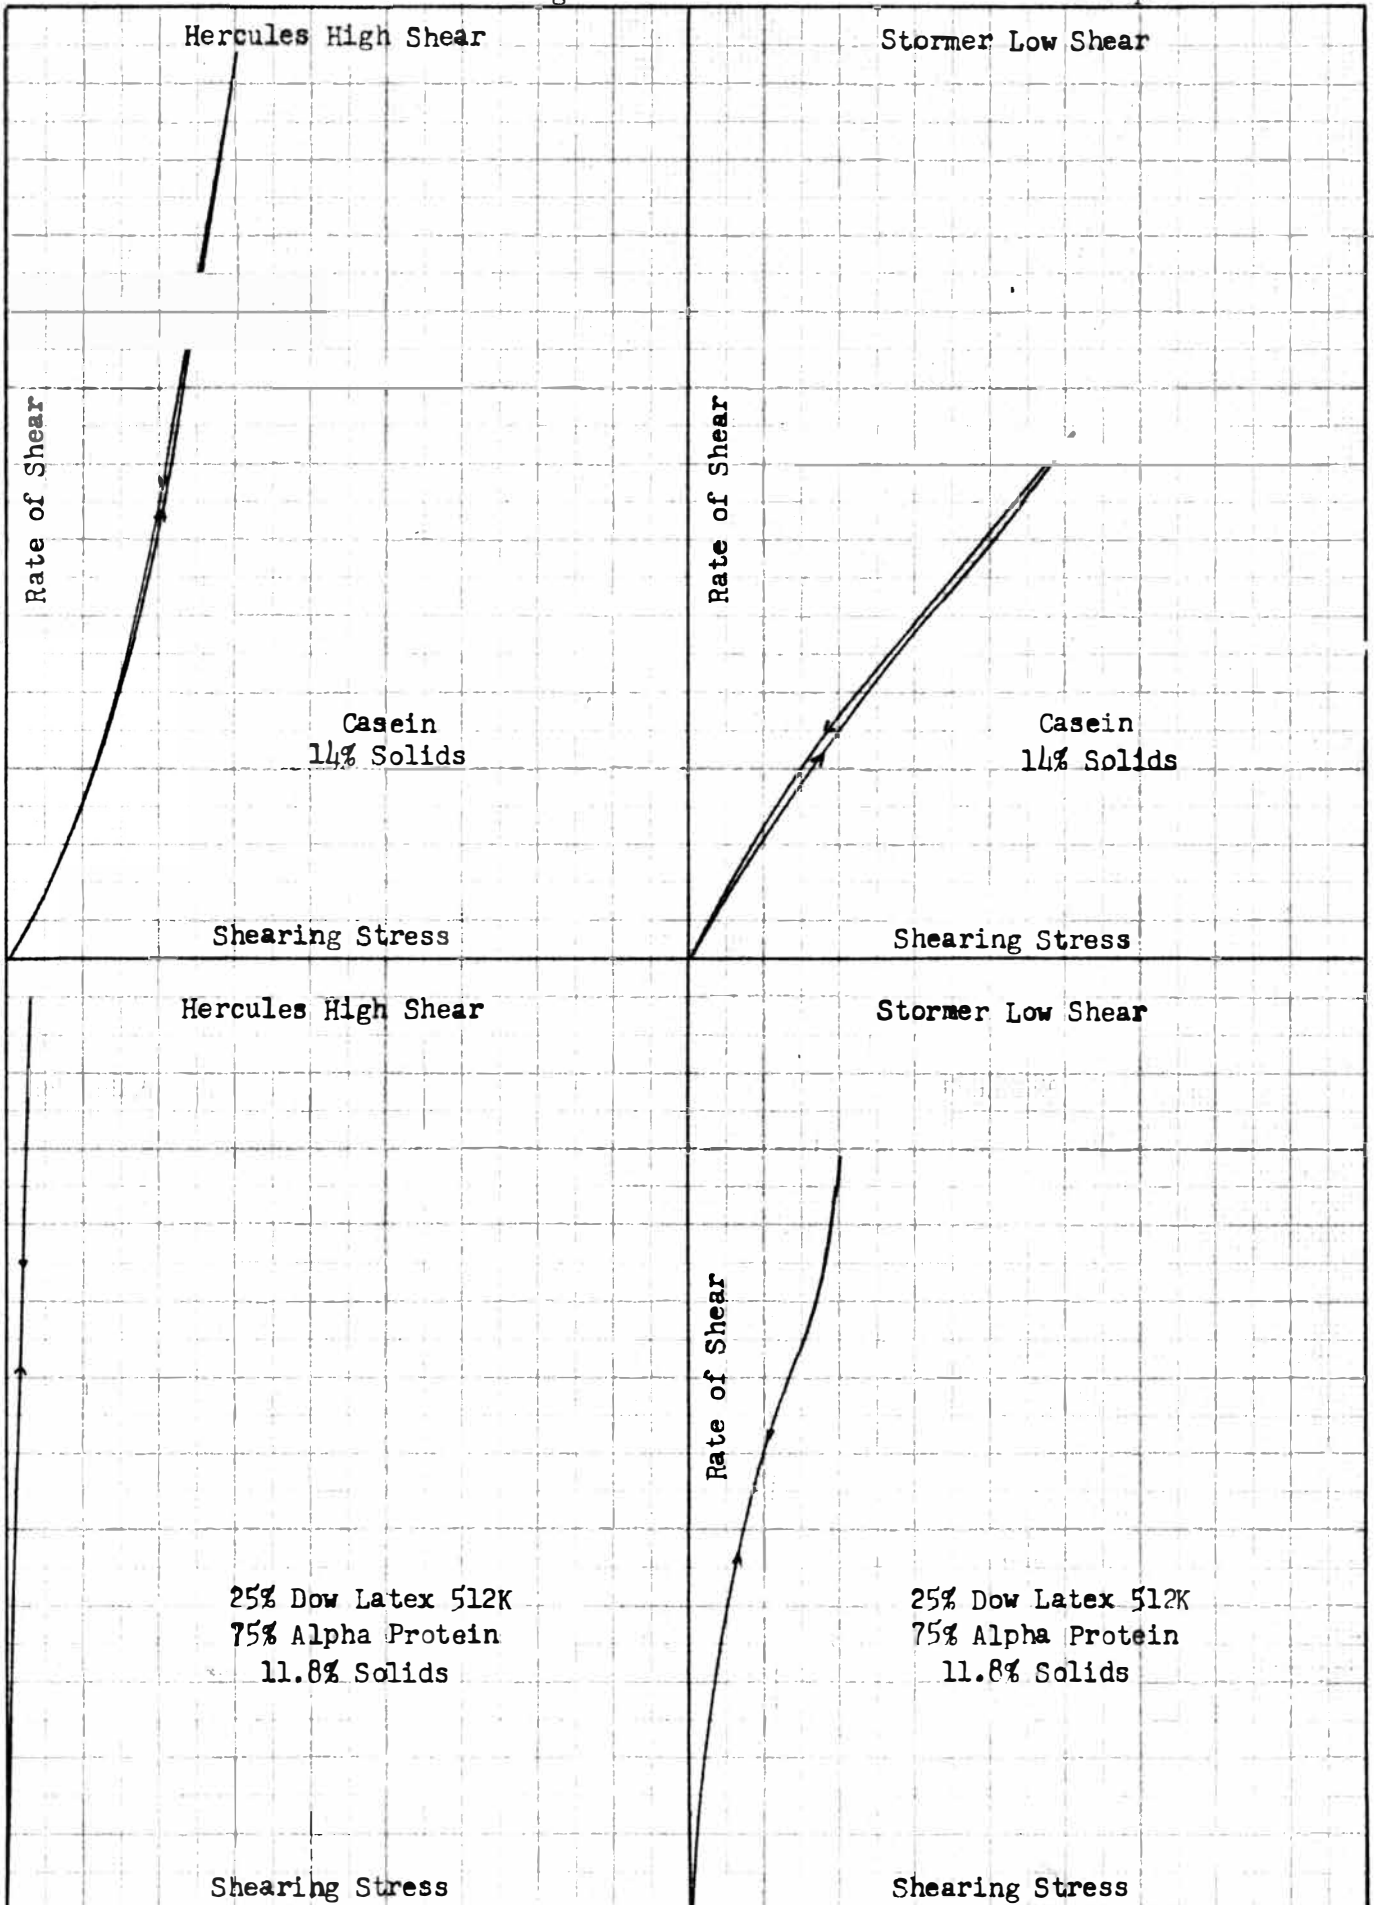 Hercules High Shear
Rate of Shear
Casein
14% Solids
Shearing Stress
Stormer Low Shear
Rate of Shear
Casein
14% Solids
Shearing Stress
Hercules High Shear
25% Dow Latex 512K
75% Alpha Protein
11.8% Solids
Shearing Stress
Stormer Low Shear
Rate of Shear
25% Dow Latex 512K
75% Alpha Protein
11.8% Solids
Shearing Stress